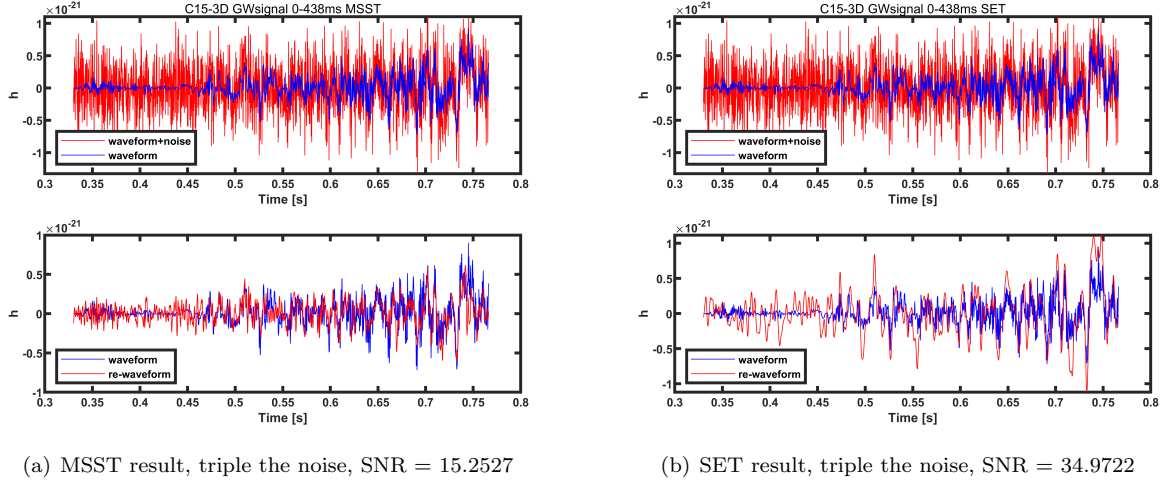 C15-3D GWsignal 0-438ms MSST
×10-21
1
0.5
0
-0.5
-1
h
waveform+noise
waveform
0.3 0.35 0.4 0.45 0.5 0.55 0.6 0.65 0.7 0.75 0.8
Time [s]
×10-21
1
0.5
0
-0.5
-1
h
waveform
re-waveform
0.3 0.35 0.4 0.45 0.5 0.55 0.6 0.65 0.7 0.75 0.8
Time [s]
(a) MSST result, triple the noise, SNR = 15.2527
C15-3D GWsignal 0-438ms SET
×10-21
1
0.5
0
-0.5
-1
h
waveform+noise
waveform
0.3 0.35 0.4 0.45 0.5 0.55 0.6 0.65 0.7 0.75 0.8
Time [s]
×10-21
1
0.5
0
-0.5
-1
h
waveform
re-waveform
0.3 0.35 0.4 0.45 0.5 0.55 0.6 0.65 0.7 0.75 0.8
Time [s]
(b) SET result, triple the noise, SNR = 34.9722